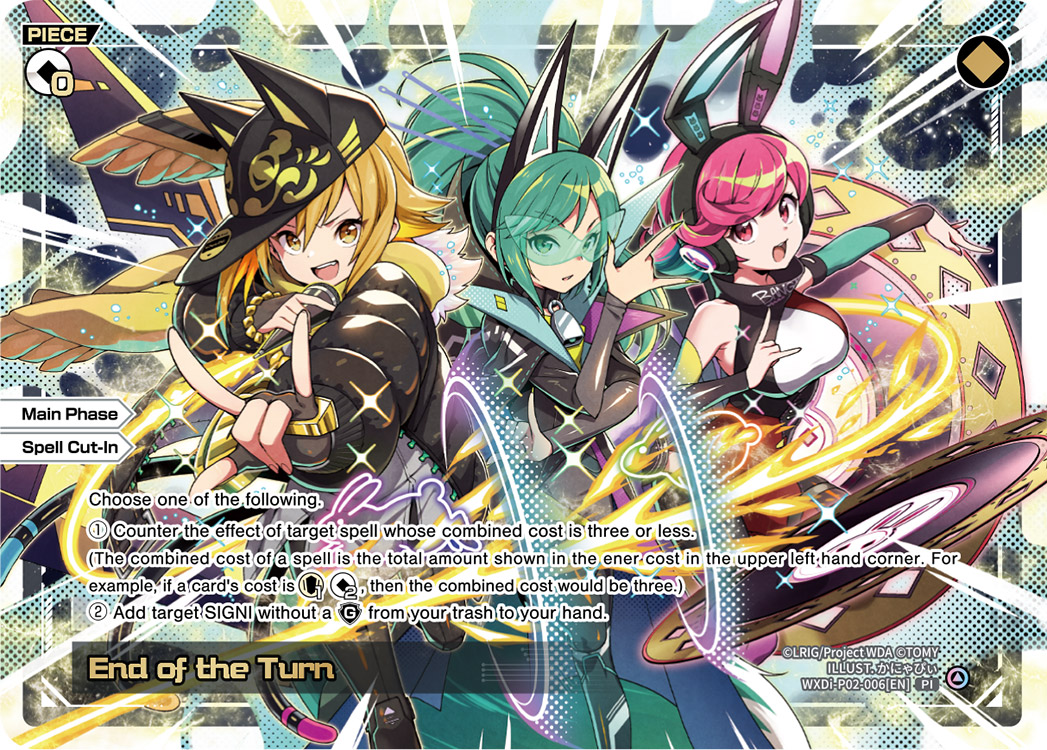 PIECE
0
BANG!
Main Phase
Spell Cut-In
Choose one of the following.
① Counter the effect of target spell whose combined cost is three or less.
(The combined cost of a spell is the total amount shown in the ener cost in the upper left-hand corner. For
example, if a card's cost is 1 2, then the combined cost would be three.)
② Add target SIGNI without a G from your trash to your hand.
End of the Turn
©LRIG/Project WDA ©TOMY
ILLUST. かにゃぴぃ
WXDi-P02-006[EN] PI